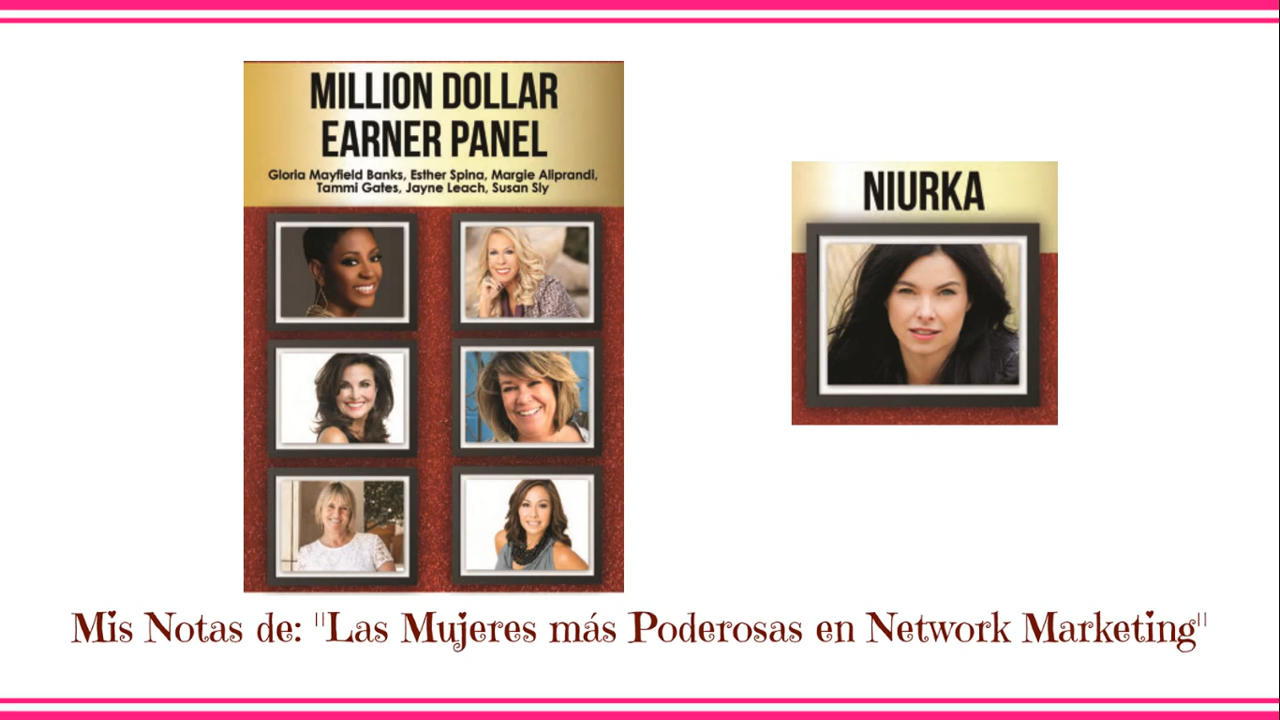 MILLION DOLLAR
EARNER PANEL
Gloria Mayfield Banks, Esther Spina, Margie Aliprandi,
Tammi Gates, Jayne Leach, Susan Sly
NIURKA
Mis Notas de: "Las Mujeres más Poderosas en Network Marketing"